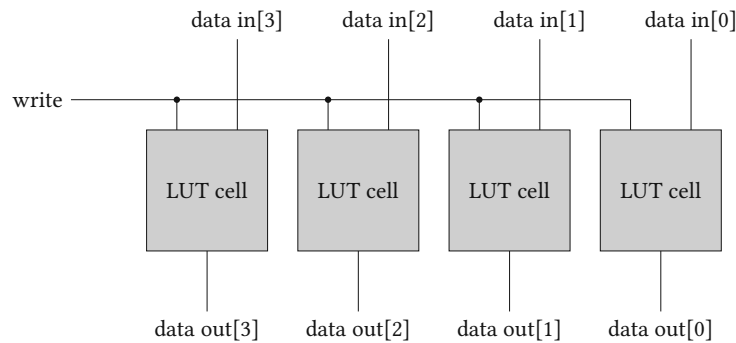 data in[3] data in[2] data in[1] data in[0]
write
LUT cell LUT cell LUT cell LUT cell
data out[3] data out[2] data out[1] data out[0]